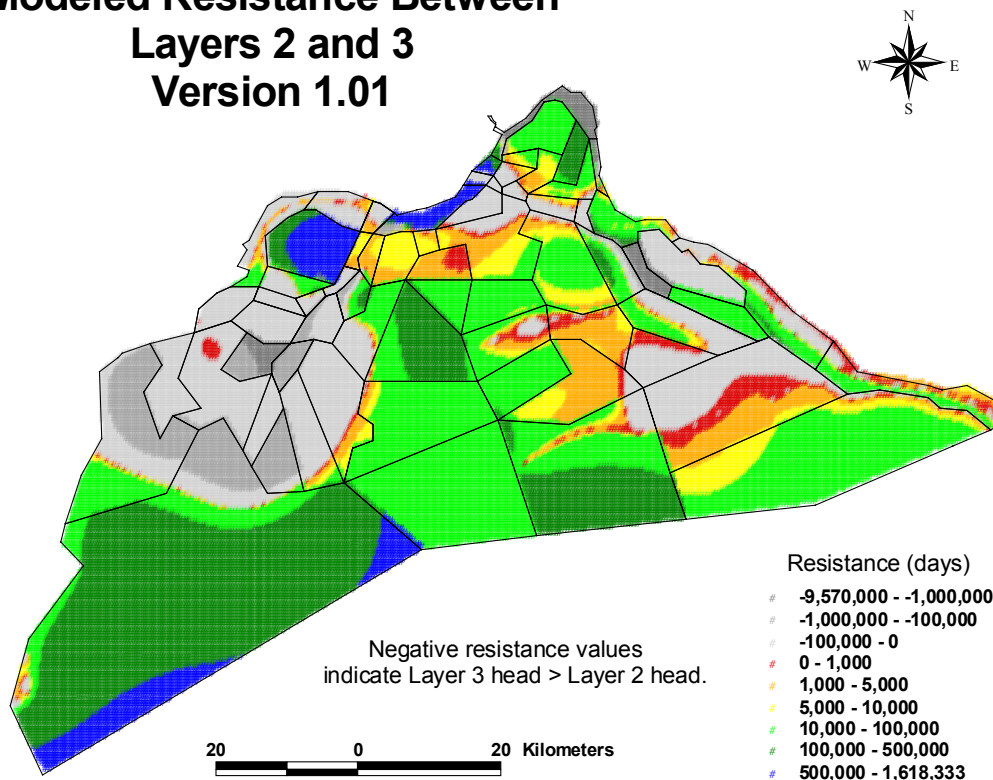 Modeled Resistance Between
Layers 2 and 3
Version 1.01
N
W E
S
Resistance (days)
# -9,570,000 - -1,000,000
# -1,000,000 - -100,000
# -100,000 - 0
# 0 - 1,000
# 1,000 - 5,000
# 5,000 - 10,000
# 10,000 - 100,000
# 100,000 - 500,000
# 500,000 - 1,618,333
Negative resistance values
indicate Layer 3 head > Layer 2 head.
20 0 20 Kilometers